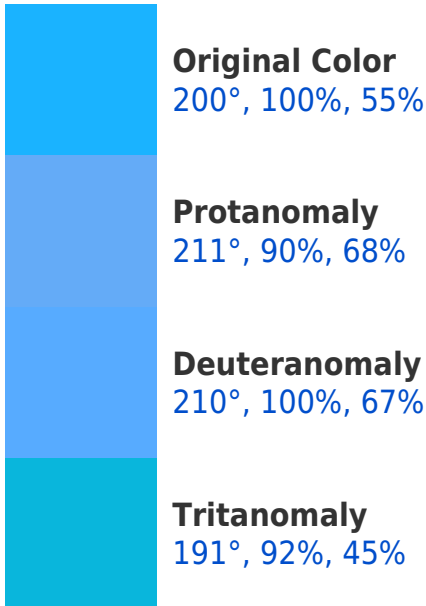 Original Color
200°, 100%, 55%
Protanomaly
211°, 90%, 68%
Deuteranomaly
210°, 100%, 67%
Tritanomaly
191°, 92%, 45%